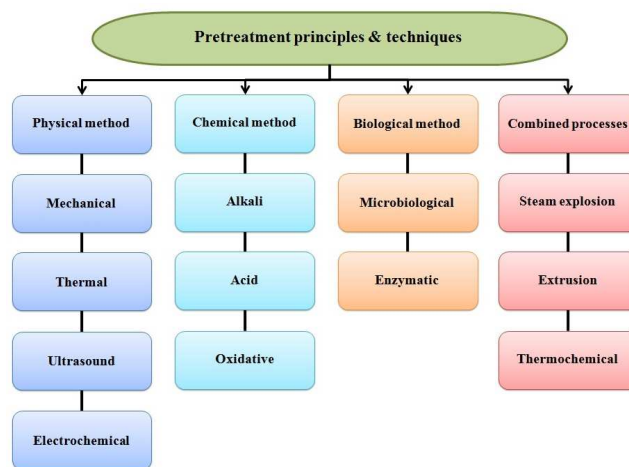 Pretreatment principles & techniques
Physical method
Mechanical
Thermal
Ultrasound
Electrochemical
Chemical method
Alkali
Acid
Oxidative
Biological method
Microbiological
Enzymatic
Combined processes
Steam explosion
Extrusion
Thermochemical